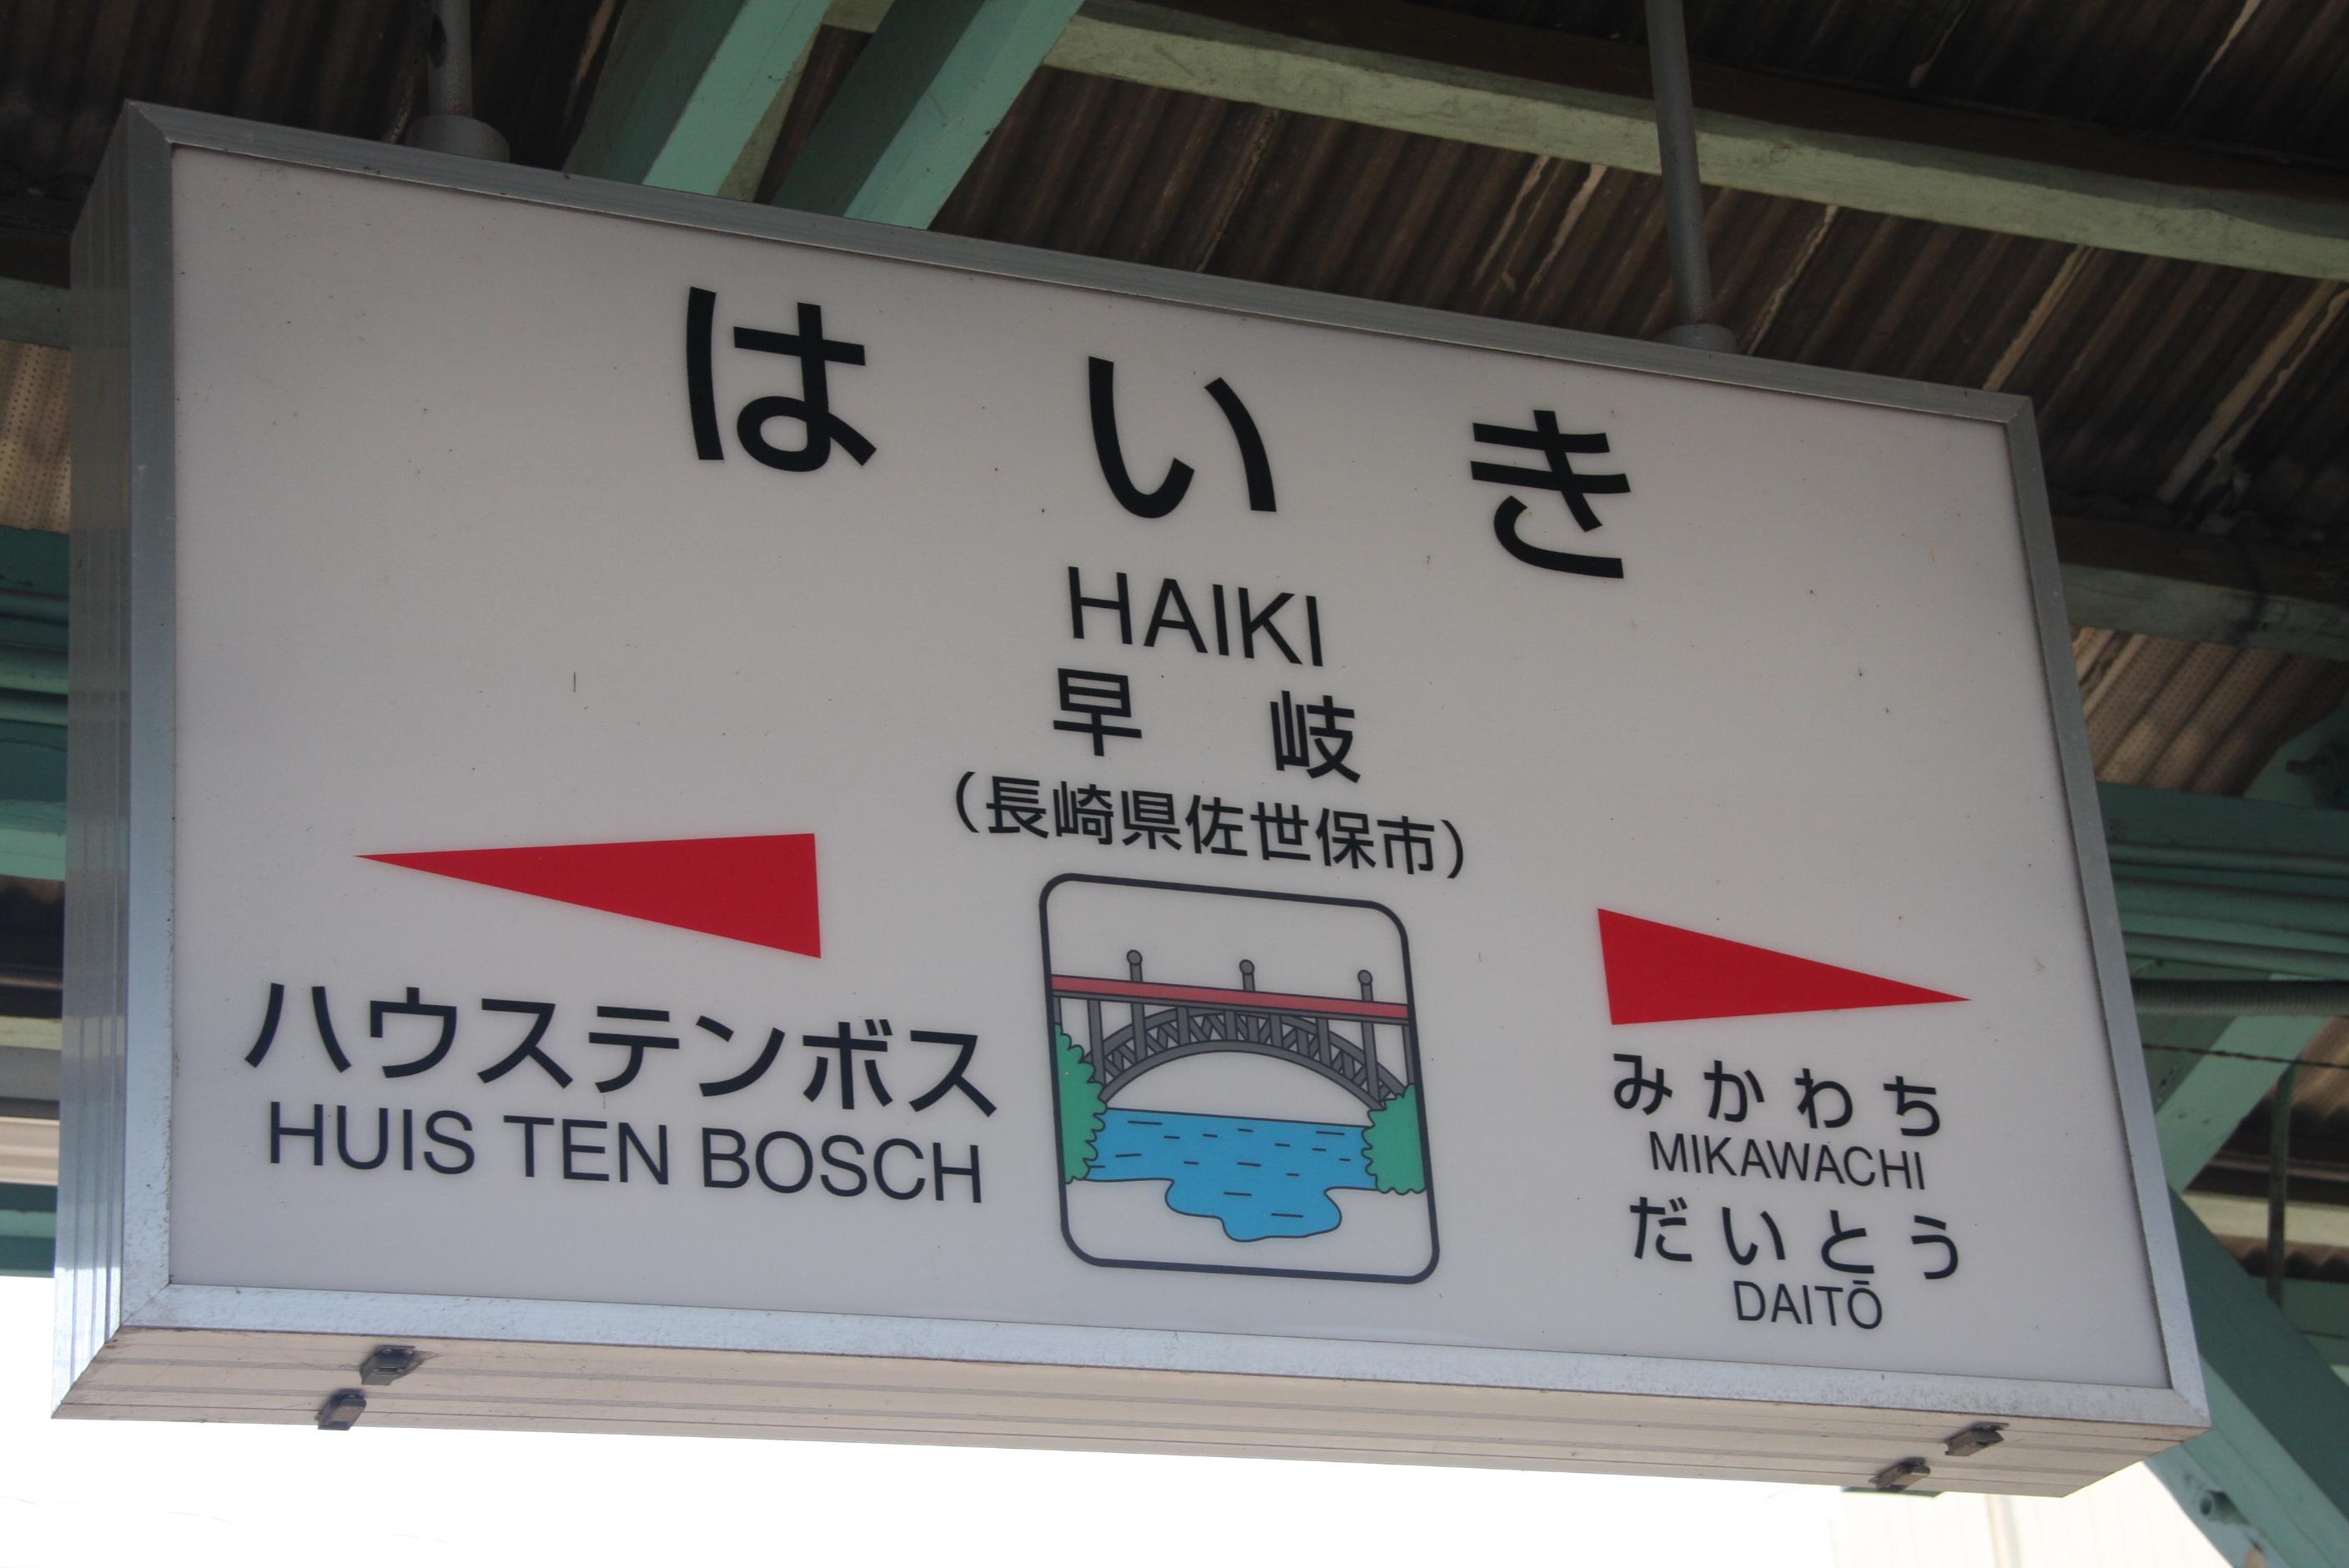 はいき
HAIKI
早岐
(長崎県佐世保市)
ハウステンボス
HUIS TEN BOSCH
みかわち
MIKAWACHI
だいとう
DAITŌ